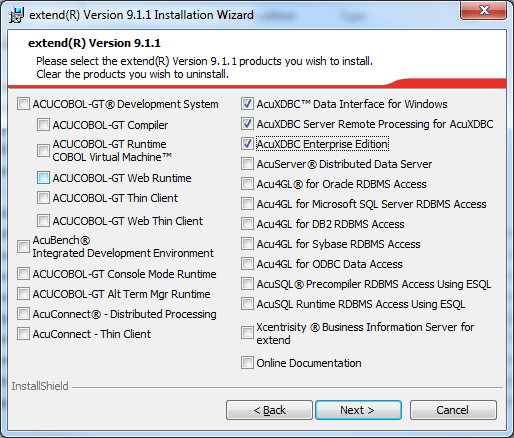 extend(R) Version 9.1.1 Installation Wizard
extend(R) Version 9.1.1
Please select the extend(R) Version 9.1.1 products you wish to install.
Clear the products you wish to uninstall.
ACUCOBOL-GT® Development System
ACUCOBOL-GT Compiler
ACUCOBOL-GT Runtime
COBOL Virtual Machine™
ACUCOBOL-GT Web Runtime
ACUCOBOL-GT Thin Client
ACUCOBOL-GT Web Thin Client
AcuBench®
Integrated Development Environment
ACUCOBOL-GT Console Mode Runtime
ACUCOBOL-GT Alt Term Mgr Runtime
AcuConnect® - Distributed Processing
AcuConnect - Thin Client
AcuXDBC™ Data Interface for Windows
AcuXDBC Server Remote Processing for AcuXDBC
AcuXDBC Enterprise Edition
AcuServer® Distributed Data Server
Acu4GL® for Oracle RDBMS Access
Acu4GL for Microsoft SQL Server RDBMS Access
Acu4GL for DB2 RDBMS Access
Acu4GL for Sybase RDBMS Access
Acu4GL for ODBC Data Access
AcuSQL® Precompiler RDBMS Access Using ESQL
AcuSQL Runtime RDBMS Access Using ESQL
Xcentrisity ® Business Information Server for
extend
Online Documentation
InstallShield
< Back
Next >
Cancel